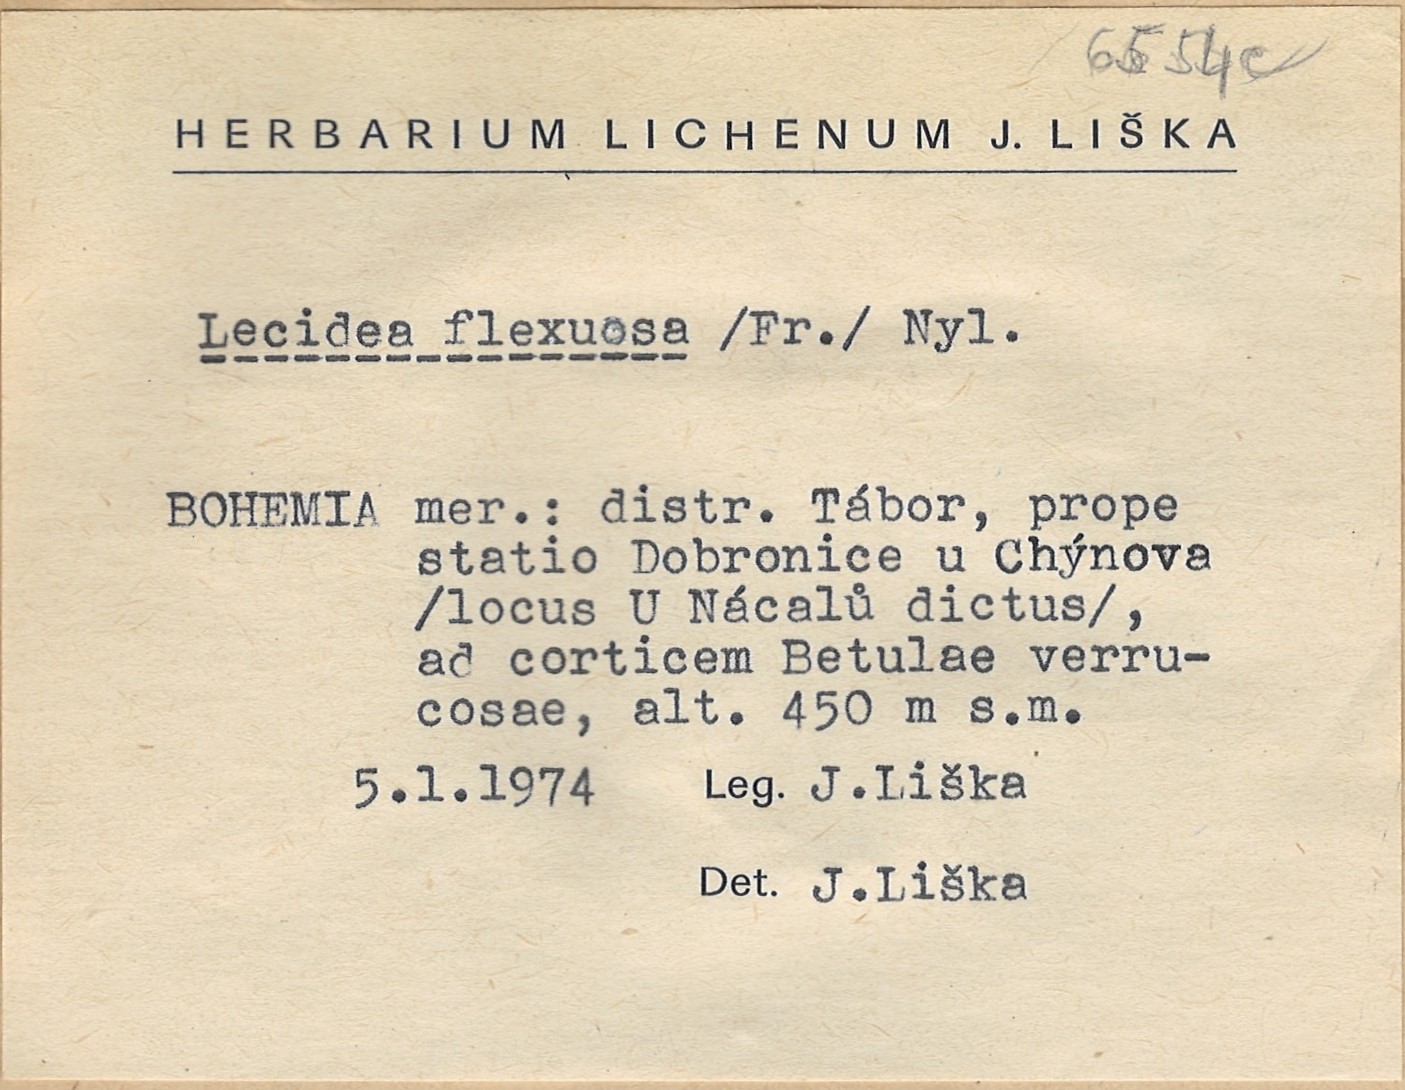 HERBARIUM LICHENUM J. LIŠKA
Lecidea flexuosa /Fr./ Nyl.
BOHEMIA mer.: distr. Tábor, prope
statio Dobronice u Chýnova
/locus U Nácalů dictus/,
ad corticem Betulae verru-
cosae, alt. 450 m s.m.
5.1.1974 Leg. J.Liška
Det. J.Liška